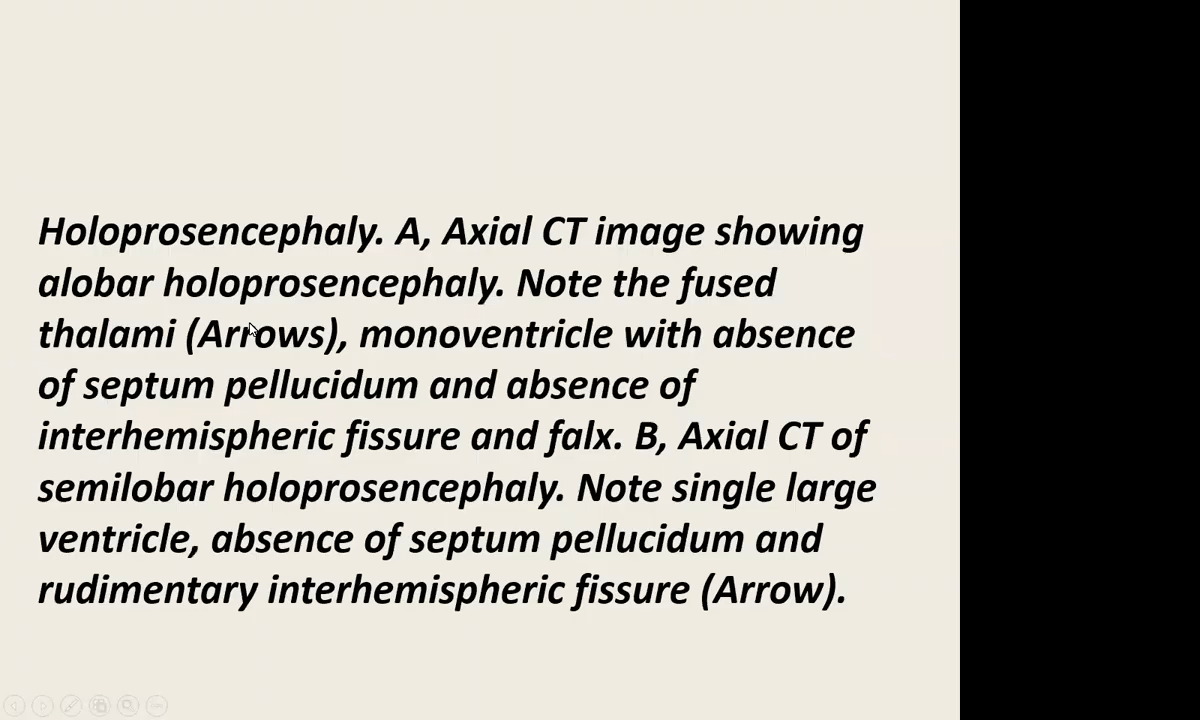 Holoprosencephaly. A, Axial CT image showing
alobar holoprosencephaly. Note the fused
thalami (Arrows), monoventricle with absence
of septum pellucidum and absence of
interhemispheric fissure and falx. B, Axial CT of
semilobar holoprosencephaly. Note single large
ventricle, absence of septum pellucidum and
rudimentary interhemispheric fissure (Arrow).